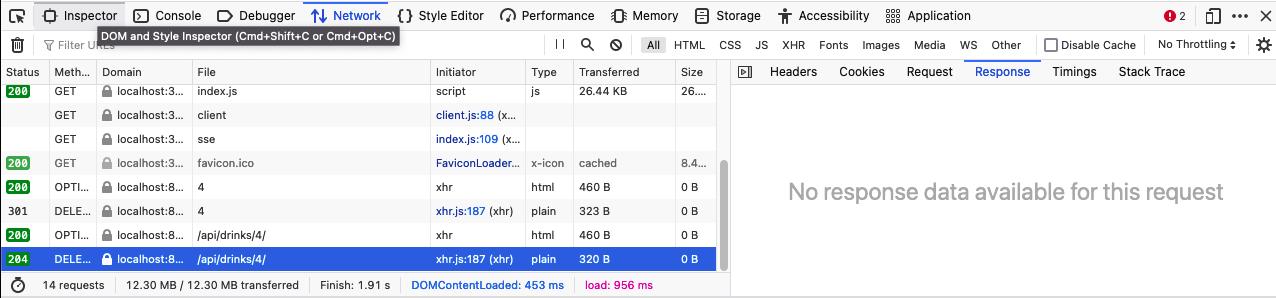 Inspector Console Debugger Network Style Editor Performance Memory Storage Accessibility Application 2
DOM and Style Inspector (Cmd+Shift+C or Cmd+Opt+C)
Filter URLs All HTML CSS JS XHR Fonts Images Media WS Other Disable Cache No Throttling
Status Meth... Domain File Initiator Type Transferred Size Headers Cookies Request Response Timings Stack Trace
200 GET localhost:3... index.js script js 26.44 KB 26....
GET localhost:3... client client.js:88 (x...
GET localhost:3... sse index.js:109 (x...
200 GET localhost:3... favicon.ico FaviconLoader... x-icon cached 8.4...
200 OPTI... localhost:8... 4 xhr html 460 B 0 B
301 DELE... localhost:8... 4 xhr.js:187 (xhr) plain 323 B 0 B
200 OPTI... localhost:8... /api/drinks/4/ xhr html 460 B 0 B
204 DELE... localhost:8... /api/drinks/4/ xhr.js:187 (xhr) plain 320 B 0 B
No response data available for this request
14 requests 12.30 MB / 12.30 MB transferred Finish: 1.91 s DOMContentLoaded: 453 ms load: 956 ms